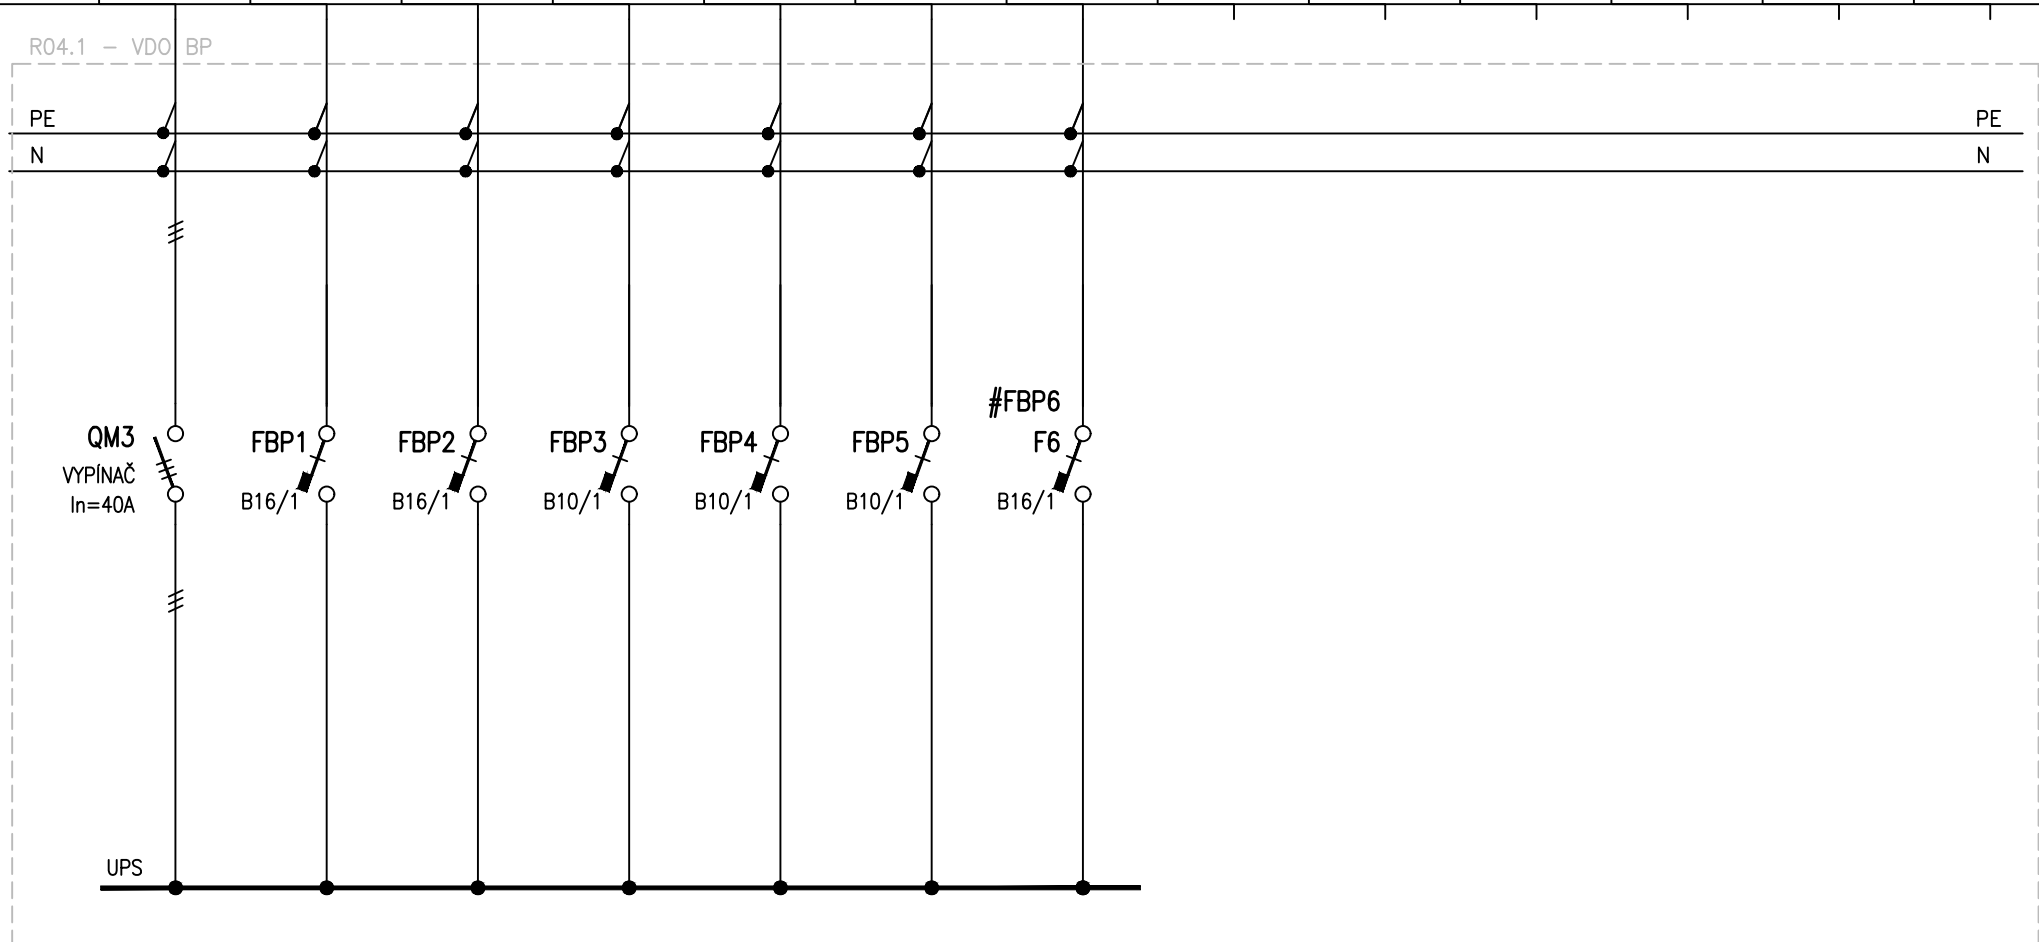 R04.1 - VDO BP
PE PE
N N
#FBP6
QM3 FBP1 FBP2 FBP3 FBP4 FBP5 F6
VYPÍNAČ
In=40A B16/1 B16/1 B10/1 B10/1 B10/1 B16/1
UPS